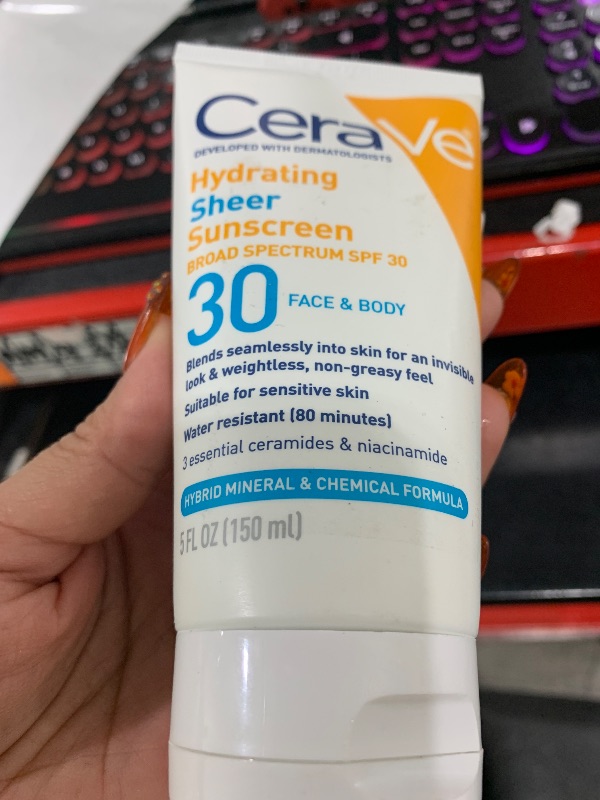 CeraVe
DEVELOPED WITH DERMATOLOGISTS
Hydrating
Sheer
Sunscreen
BROAD SPECTRUM SPF 30
30 FACE & BODY
Blends seamlessly into skin for an invisible
look & weightless, non-greasy feel
Suitable for sensitive skin
Water resistant (80 minutes)
3 essential ceramides & niacinamide
HYBRID MINERAL & CHEMICAL FORMULA
5 FL OZ (150 ml)